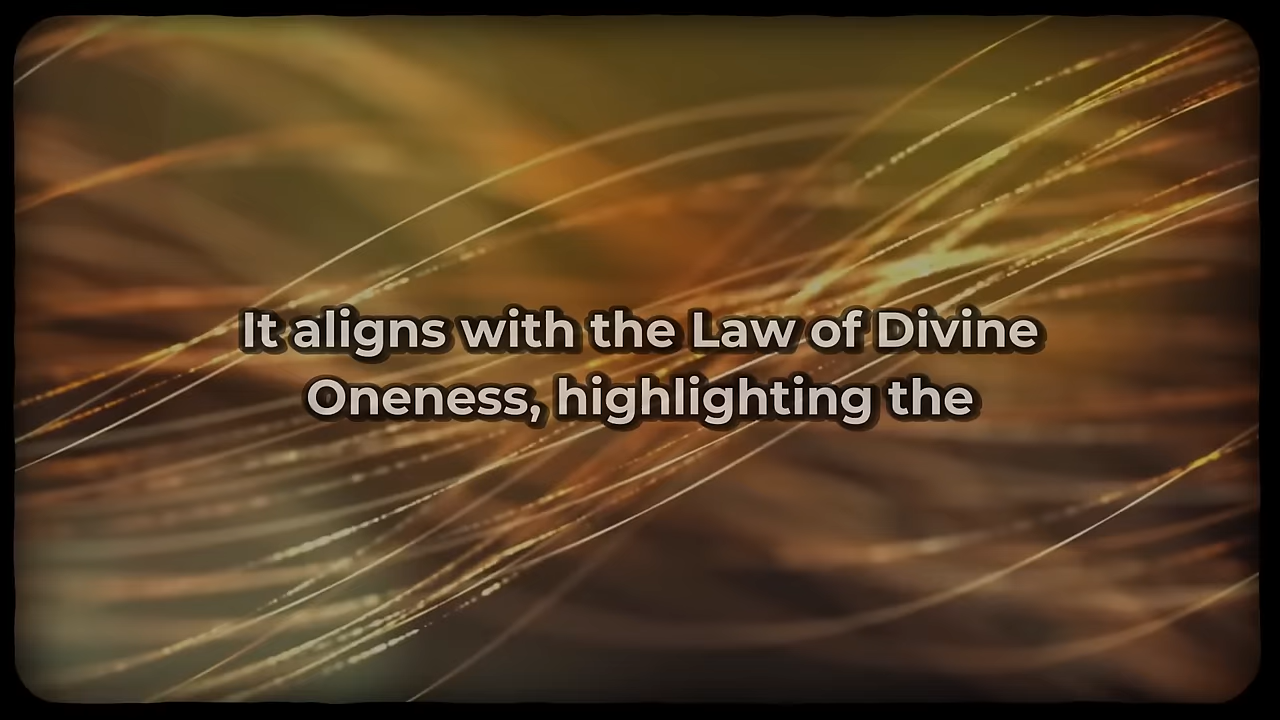 It aligns with the Law of Divine
Oneness, highlighting the